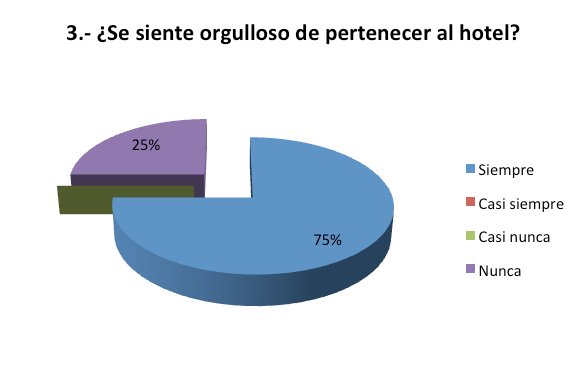 3.- ¿Se siente orgulloso de pertenecer al hotel?
25%
75%
Siempre
Casi siempre
Casi nunca
Nunca